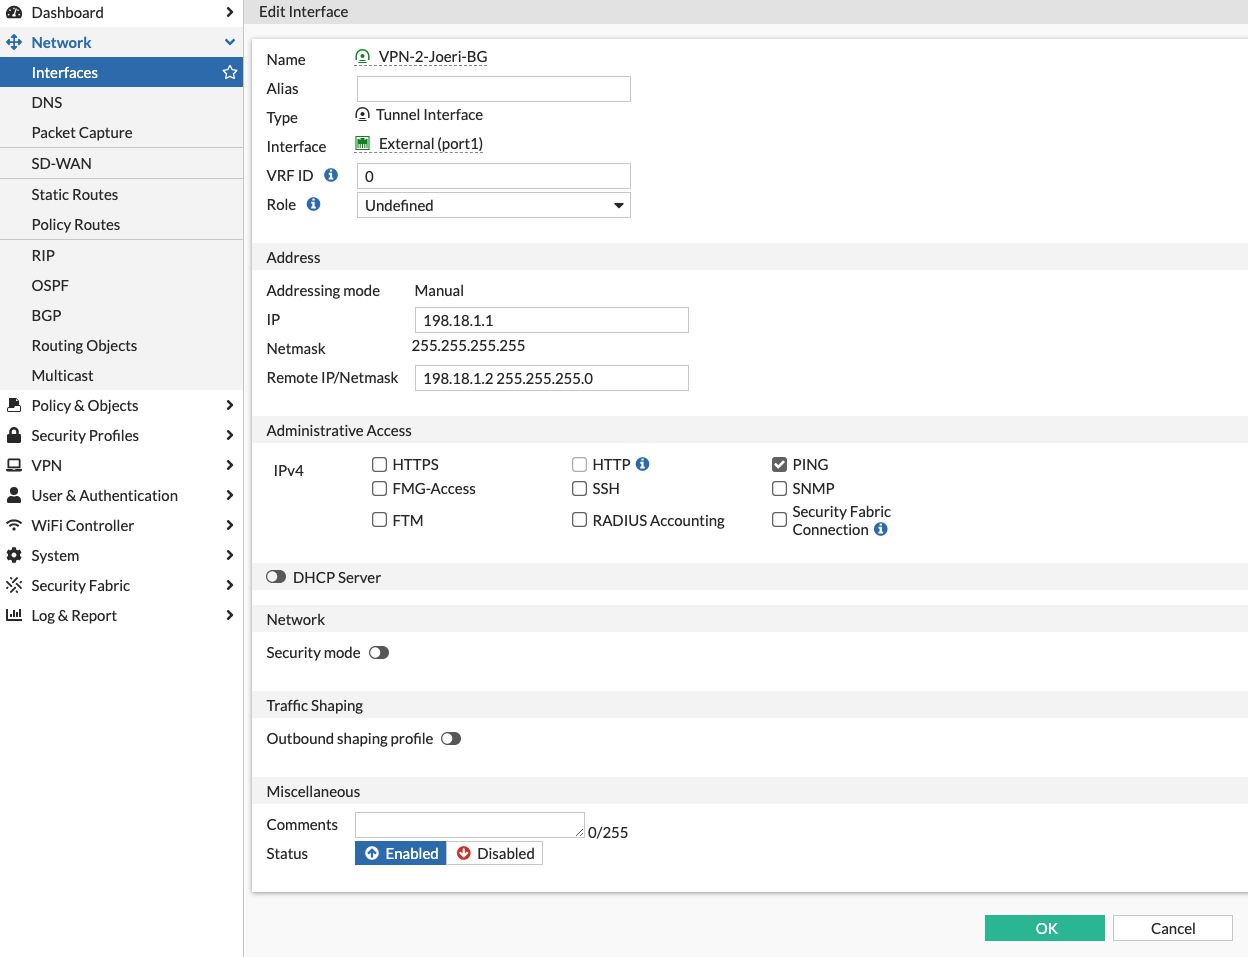 Dashboard
Network
Interfaces
DNS
Packet Capture
SD-WAN
Static Routes
Policy Routes
RIP
OSPF
BGP
Routing Objects
Multicast
Policy & Objects
Security Profiles
VPN
User & Authentication
WiFi Controller
System
Security Fabric
Log & Report
Edit Interface
Name VPN-2-Joeri-BG
Alias
Type Tunnel Interface
Interface External (port1)
VRF ID 0
Role Undefined
Address
Addressing mode Manual
IP 198.18.1.1
Netmask 255.255.255.255
Remote IP/Netmask 198.18.1.2 255.255.255.0
Administrative Access
IPv4 HTTPS HTTP PING
FMG-Access SSH SNMP
FTM RADIUS Accounting Security Fabric
Connection
DHCP Server
Network
Security mode
Traffic Shaping
Outbound shaping profile
Miscellaneous
Comments 0/255
Status Enabled Disabled
OK Cancel